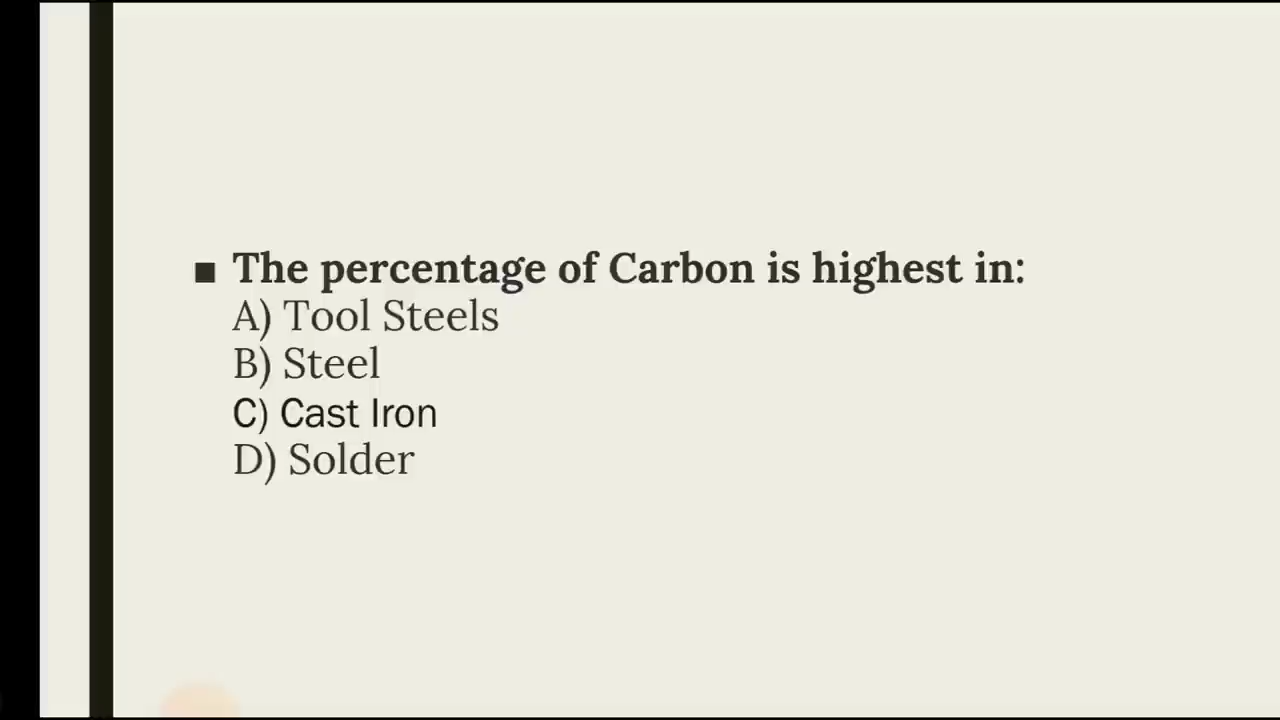 ■ The percentage of Carbon is highest in:
A) Tool Steels
B) Steel
C) Cast Iron
D) Solder